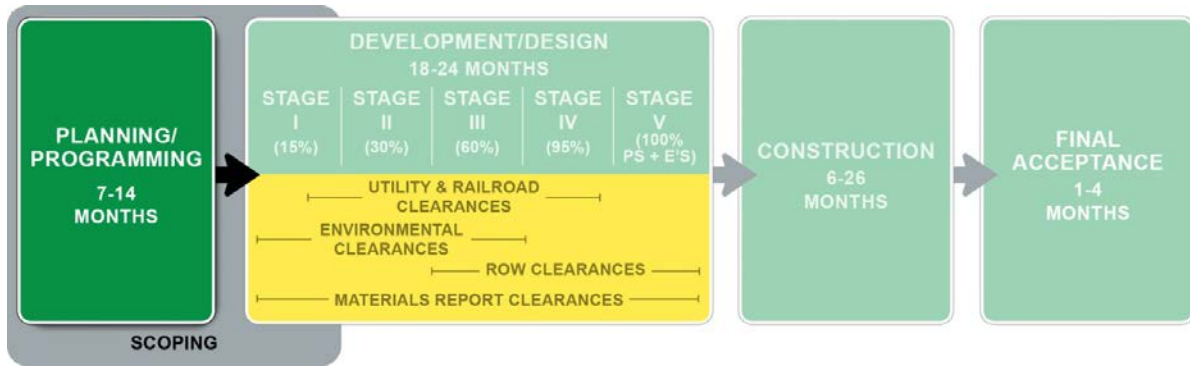 PLANNING/
PROGRAMMING
7-14
MONTHS
SCOPING
DEVELOPMENT/DESIGN
18-24 MONTHS
STAGE
I
(15%)
STAGE
II
(30%)
STAGE
III
(60%)
STAGE
IV
(95%)
STAGE
V
(100%
PS + E'S)
UTILITY & RAILROAD
CLEARANCES
ENVIRONMENTAL
CLEARANCES
ROW CLEARANCES
MATERIALS REPORT CLEARANCES
CONSTRUCTION
6-26
MONTHS
FINAL
ACCEPTANCE
1-4
MONTHS